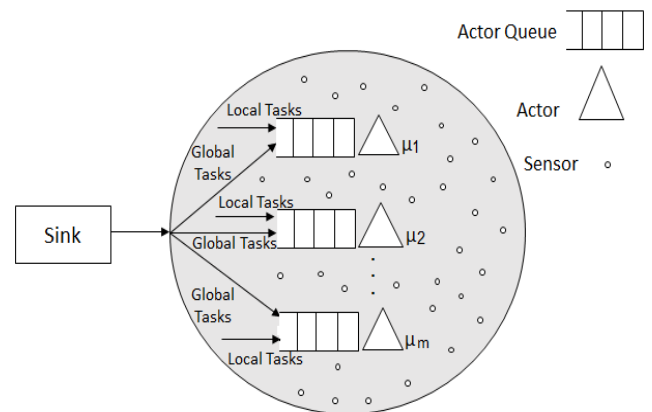 Actor Queue
Actor
Sensor
Local Tasks
Global
Tasks
μ1
Local Tasks
Global Tasks
μ2
Sink
Global
Tasks
Local Tasks
μm